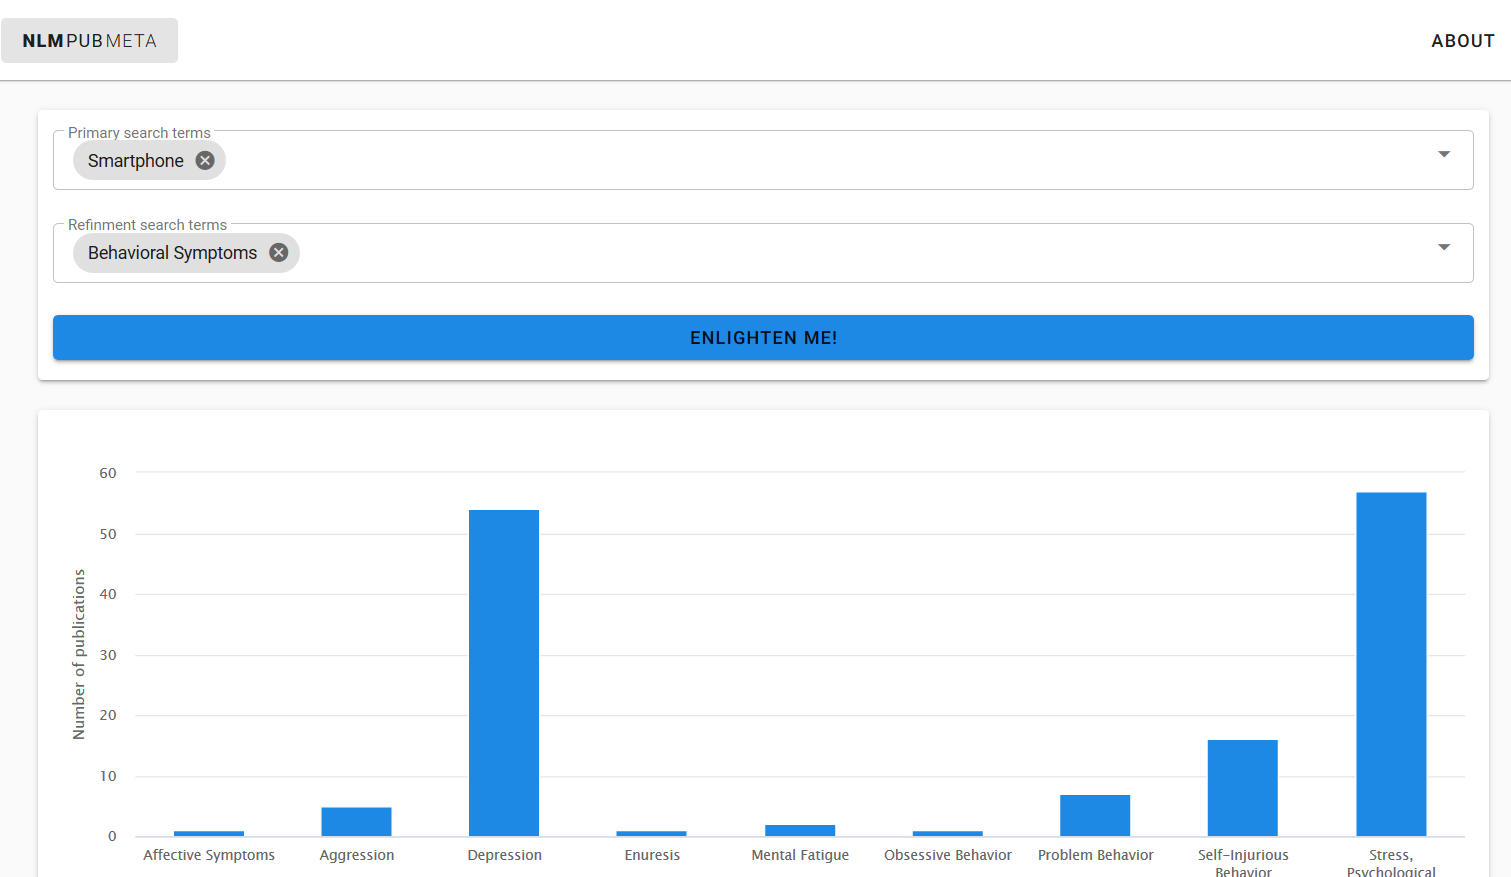 NLMPUBMETA
ABOUT
Primary search terms
Smartphone
Refinment search terms
Behavioral Symptoms
ENLIGHTEN ME!
Number of publications
60
50
40
30
20
10
0
Affective Symptoms
Aggression
Depression
Enuresis
Mental Fatigue
Obsessive Behavior
Problem Behavior
Self-Injurious
Behavior
Stress,
Psychological